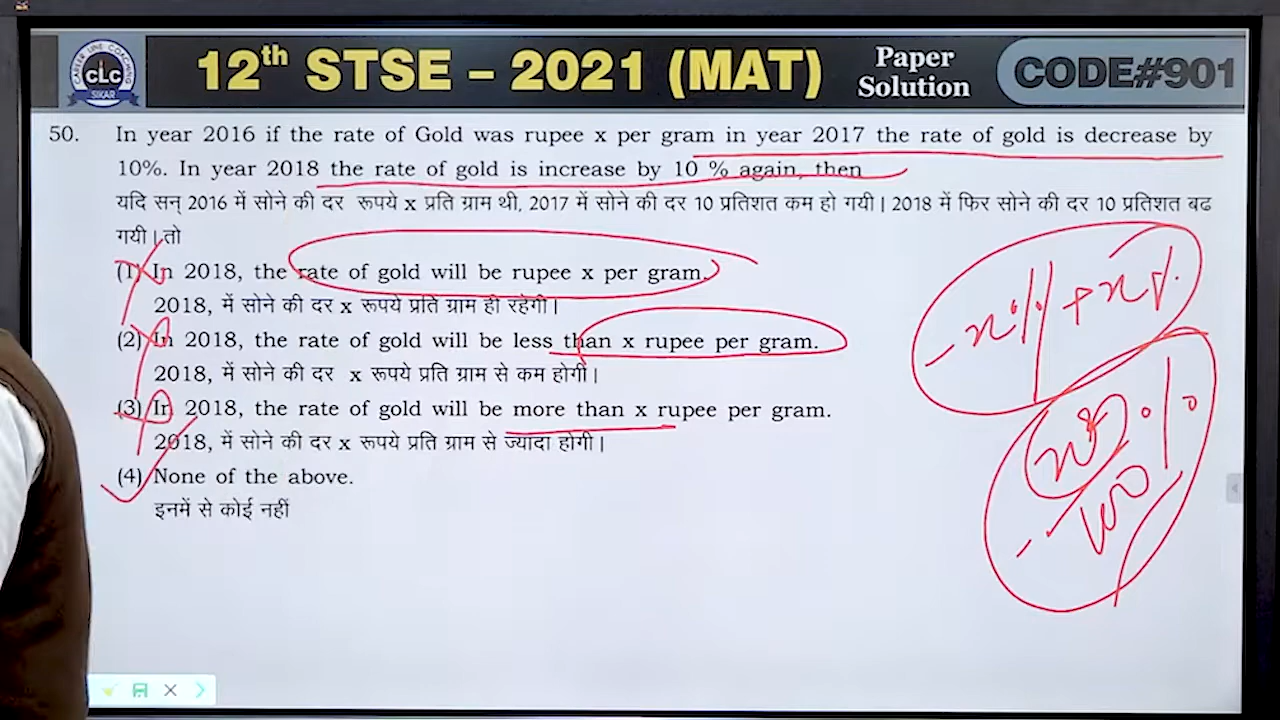 CAREER LINE COACHING
CLC
SIKAR
12th STSE – 2021 (MAT)
Paper
Solution
CODE#901
50. In year 2016 if the rate of Gold was rupee x per gram in year 2017 the rate of gold is decrease by
10%. In year 2018 the rate of gold is increase by 10 % again, then
यदि सन् 2016 में सोने की दर रूपये x प्रति ग्राम थी, 2017 में सोने की दर 10 प्रतिशत कम हो गयी। 2018 में फिर सोने की दर 10 प्रतिशत बढ
गयी। तो
(1) In 2018, the rate of gold will be rupee x per gram.
2018, में सोने की दर x रूपये प्रति ग्राम ही रहेगी।
(2) In 2018, the rate of gold will be less than x rupee per gram.
2018, में सोने की दर x रूपये प्रति ग्राम से कम होगी।
(3) In 2018, the rate of gold will be more than x rupee per gram.
2018, में सोने की दर x रूपये प्रति ग्राम से ज्यादा होगी।
(4) None of the above.
इनमें से कोई नहीं
-x% +x%
-x²/100 %